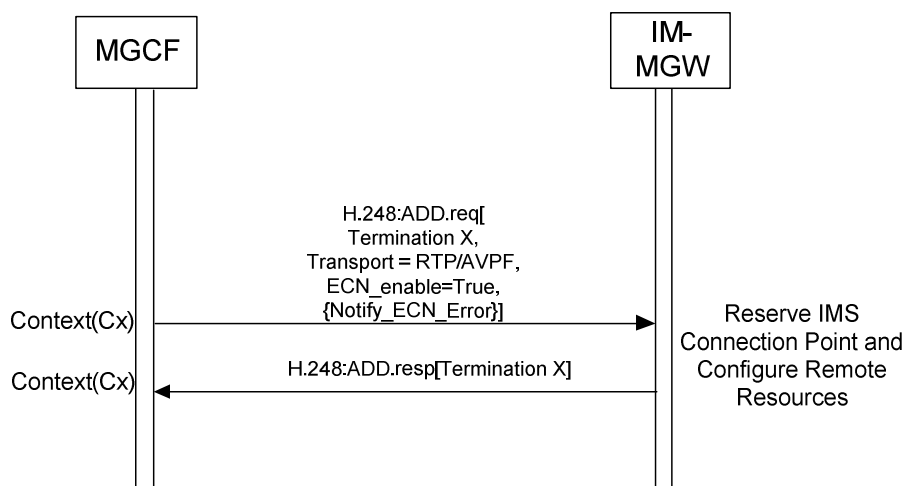 MGCF
IM-
MGW
H.248:ADD.req[
Termination X,
Transport = RTP/AVPF,
ECN_enable=True,
{Notify_ECN_Error}]
Context(Cx)
Reserve IMS
Connection Point and
Configure Remote
Resources
H.248:ADD.resp[Termination X]
Context(Cx)